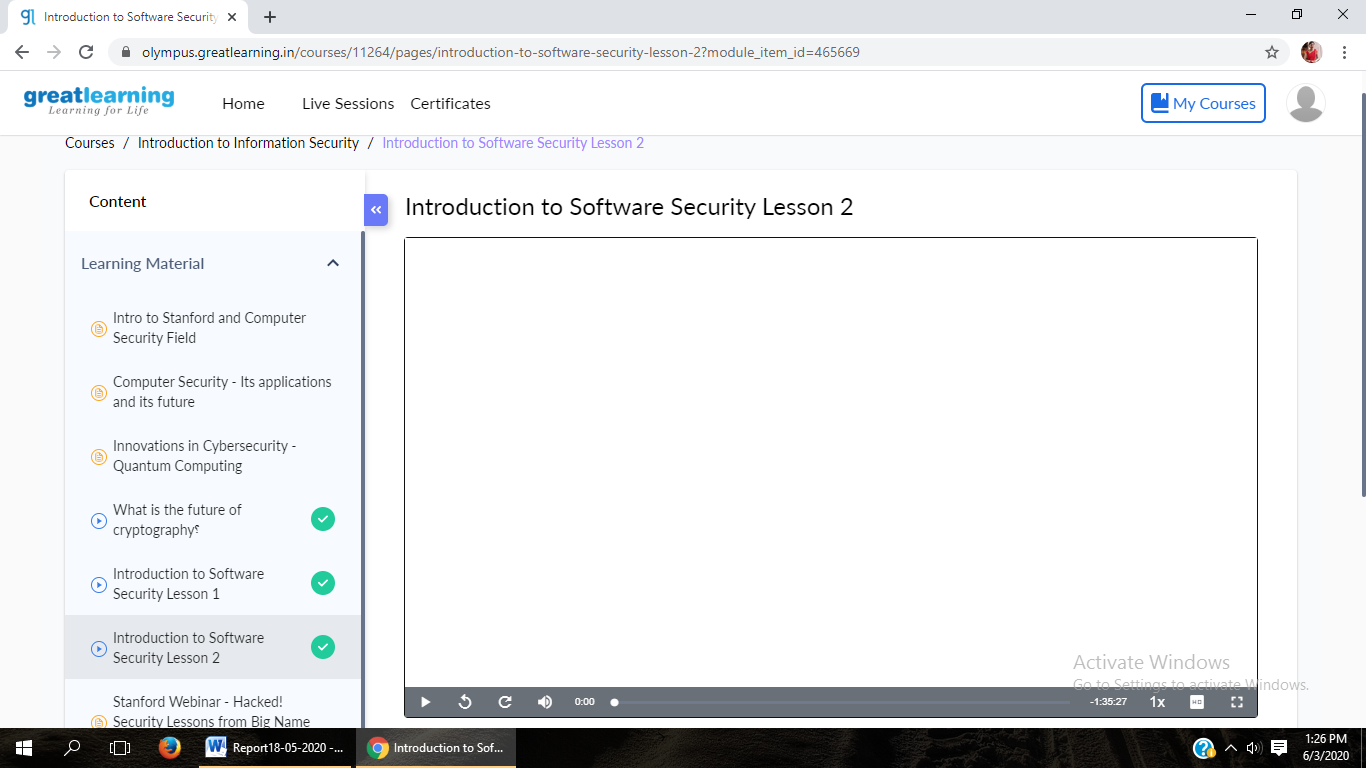 Introduction to Software Security
olympus.greatlearning.in/courses/11264/pages/introduction-to-software-security-lesson-2?module_item_id=465669
greatlearning
Learning for Life
Home Live Sessions Certificates
My Courses
Courses / Introduction to Information Security / Introduction to Software Security Lesson 2
Content
Introduction to Software Security Lesson 2
Learning Material
Intro to Stanford and Computer
Security Field
Computer Security - Its applications
and its future
Innovations in Cybersecurity -
Quantum Computing
What is the future of
cryptography؟
Introduction to Software
Security Lesson 1
Introduction to Software
Security Lesson 2
Stanford Webinar - Hacked!
Security Lessons from Big Name
Activate Windows
Go to Settings to activate Windows.
0:00 -1:35:27 1x HD
Report18-05-2020 -...
Introduction to Sof...
1:26 PM
6/3/2020